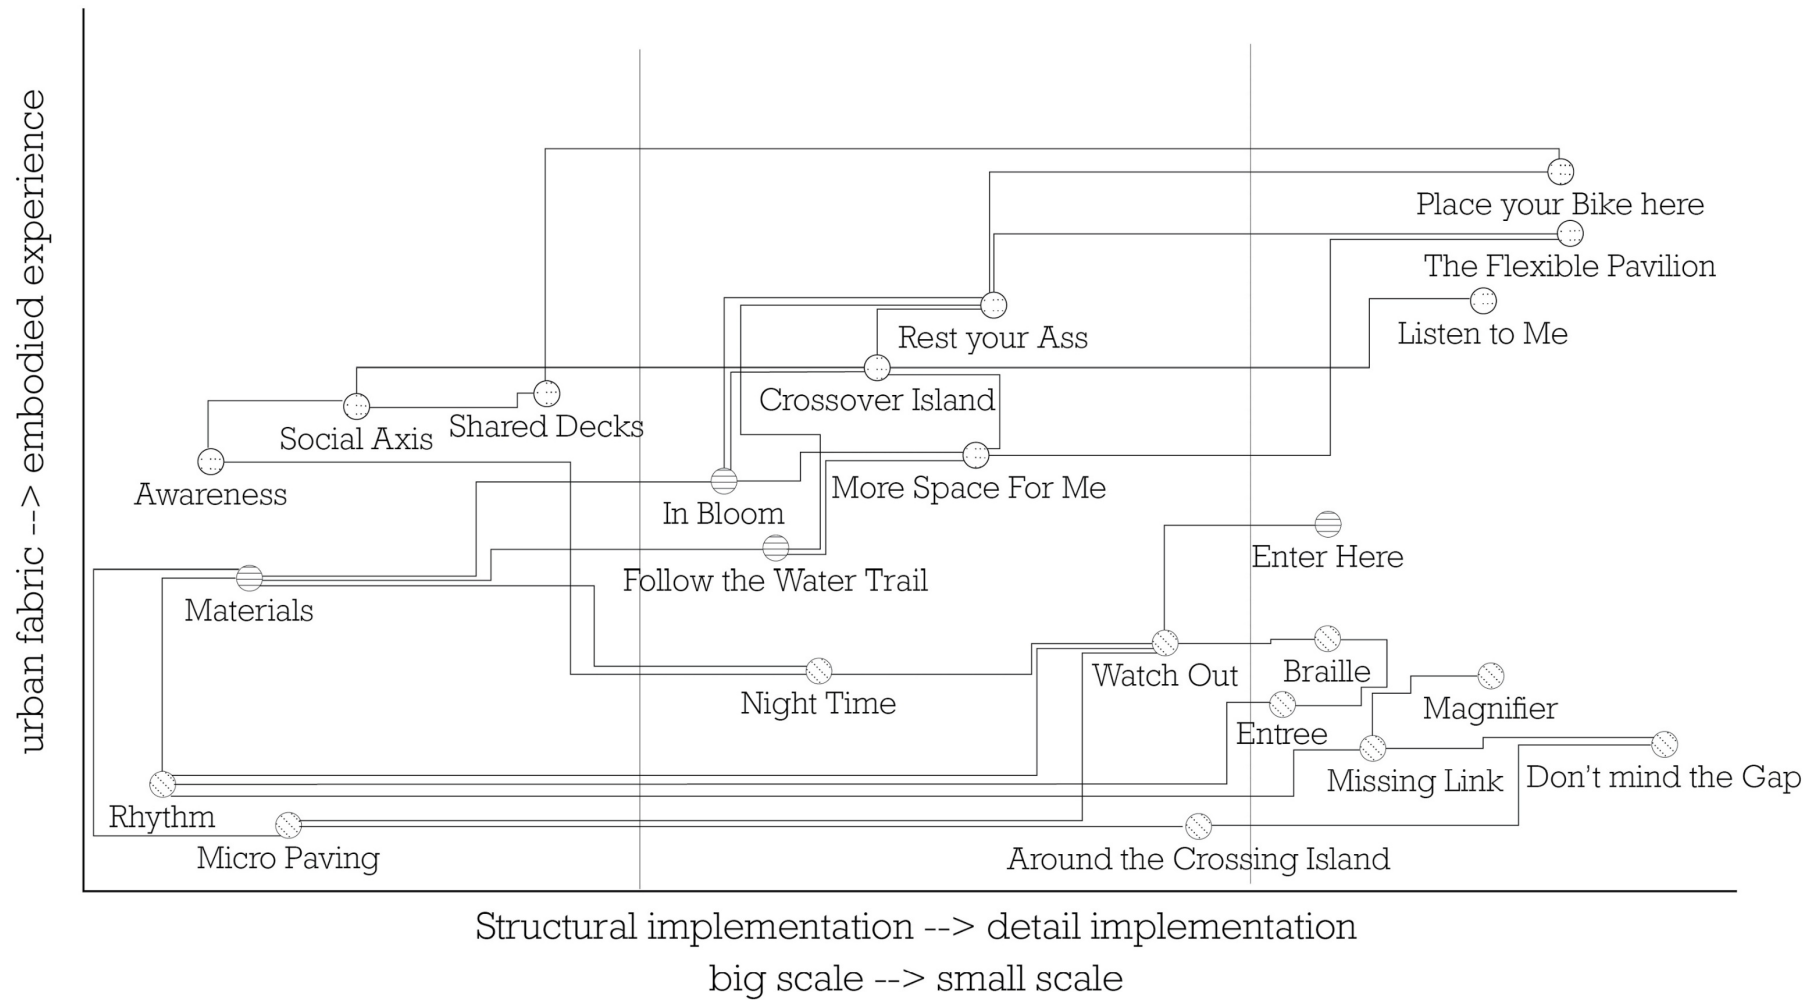 urban fabric --> embodied experience
Place your Bike here
The Flexible Pavilion
Listen to Me
Rest your Ass
Crossover Island
Shared Decks
Social Axis
Awareness
More Space For Me
In Bloom
Enter Here
Follow the Water Trail
Materials
Watch Out
Braille
Night Time
Magnifier
Entree
Missing Link
Don't mind the Gap
Rhythm
Micro Paving
Around the Crossing Island
Structural implementation --> detail implementation
big scale --> small scale